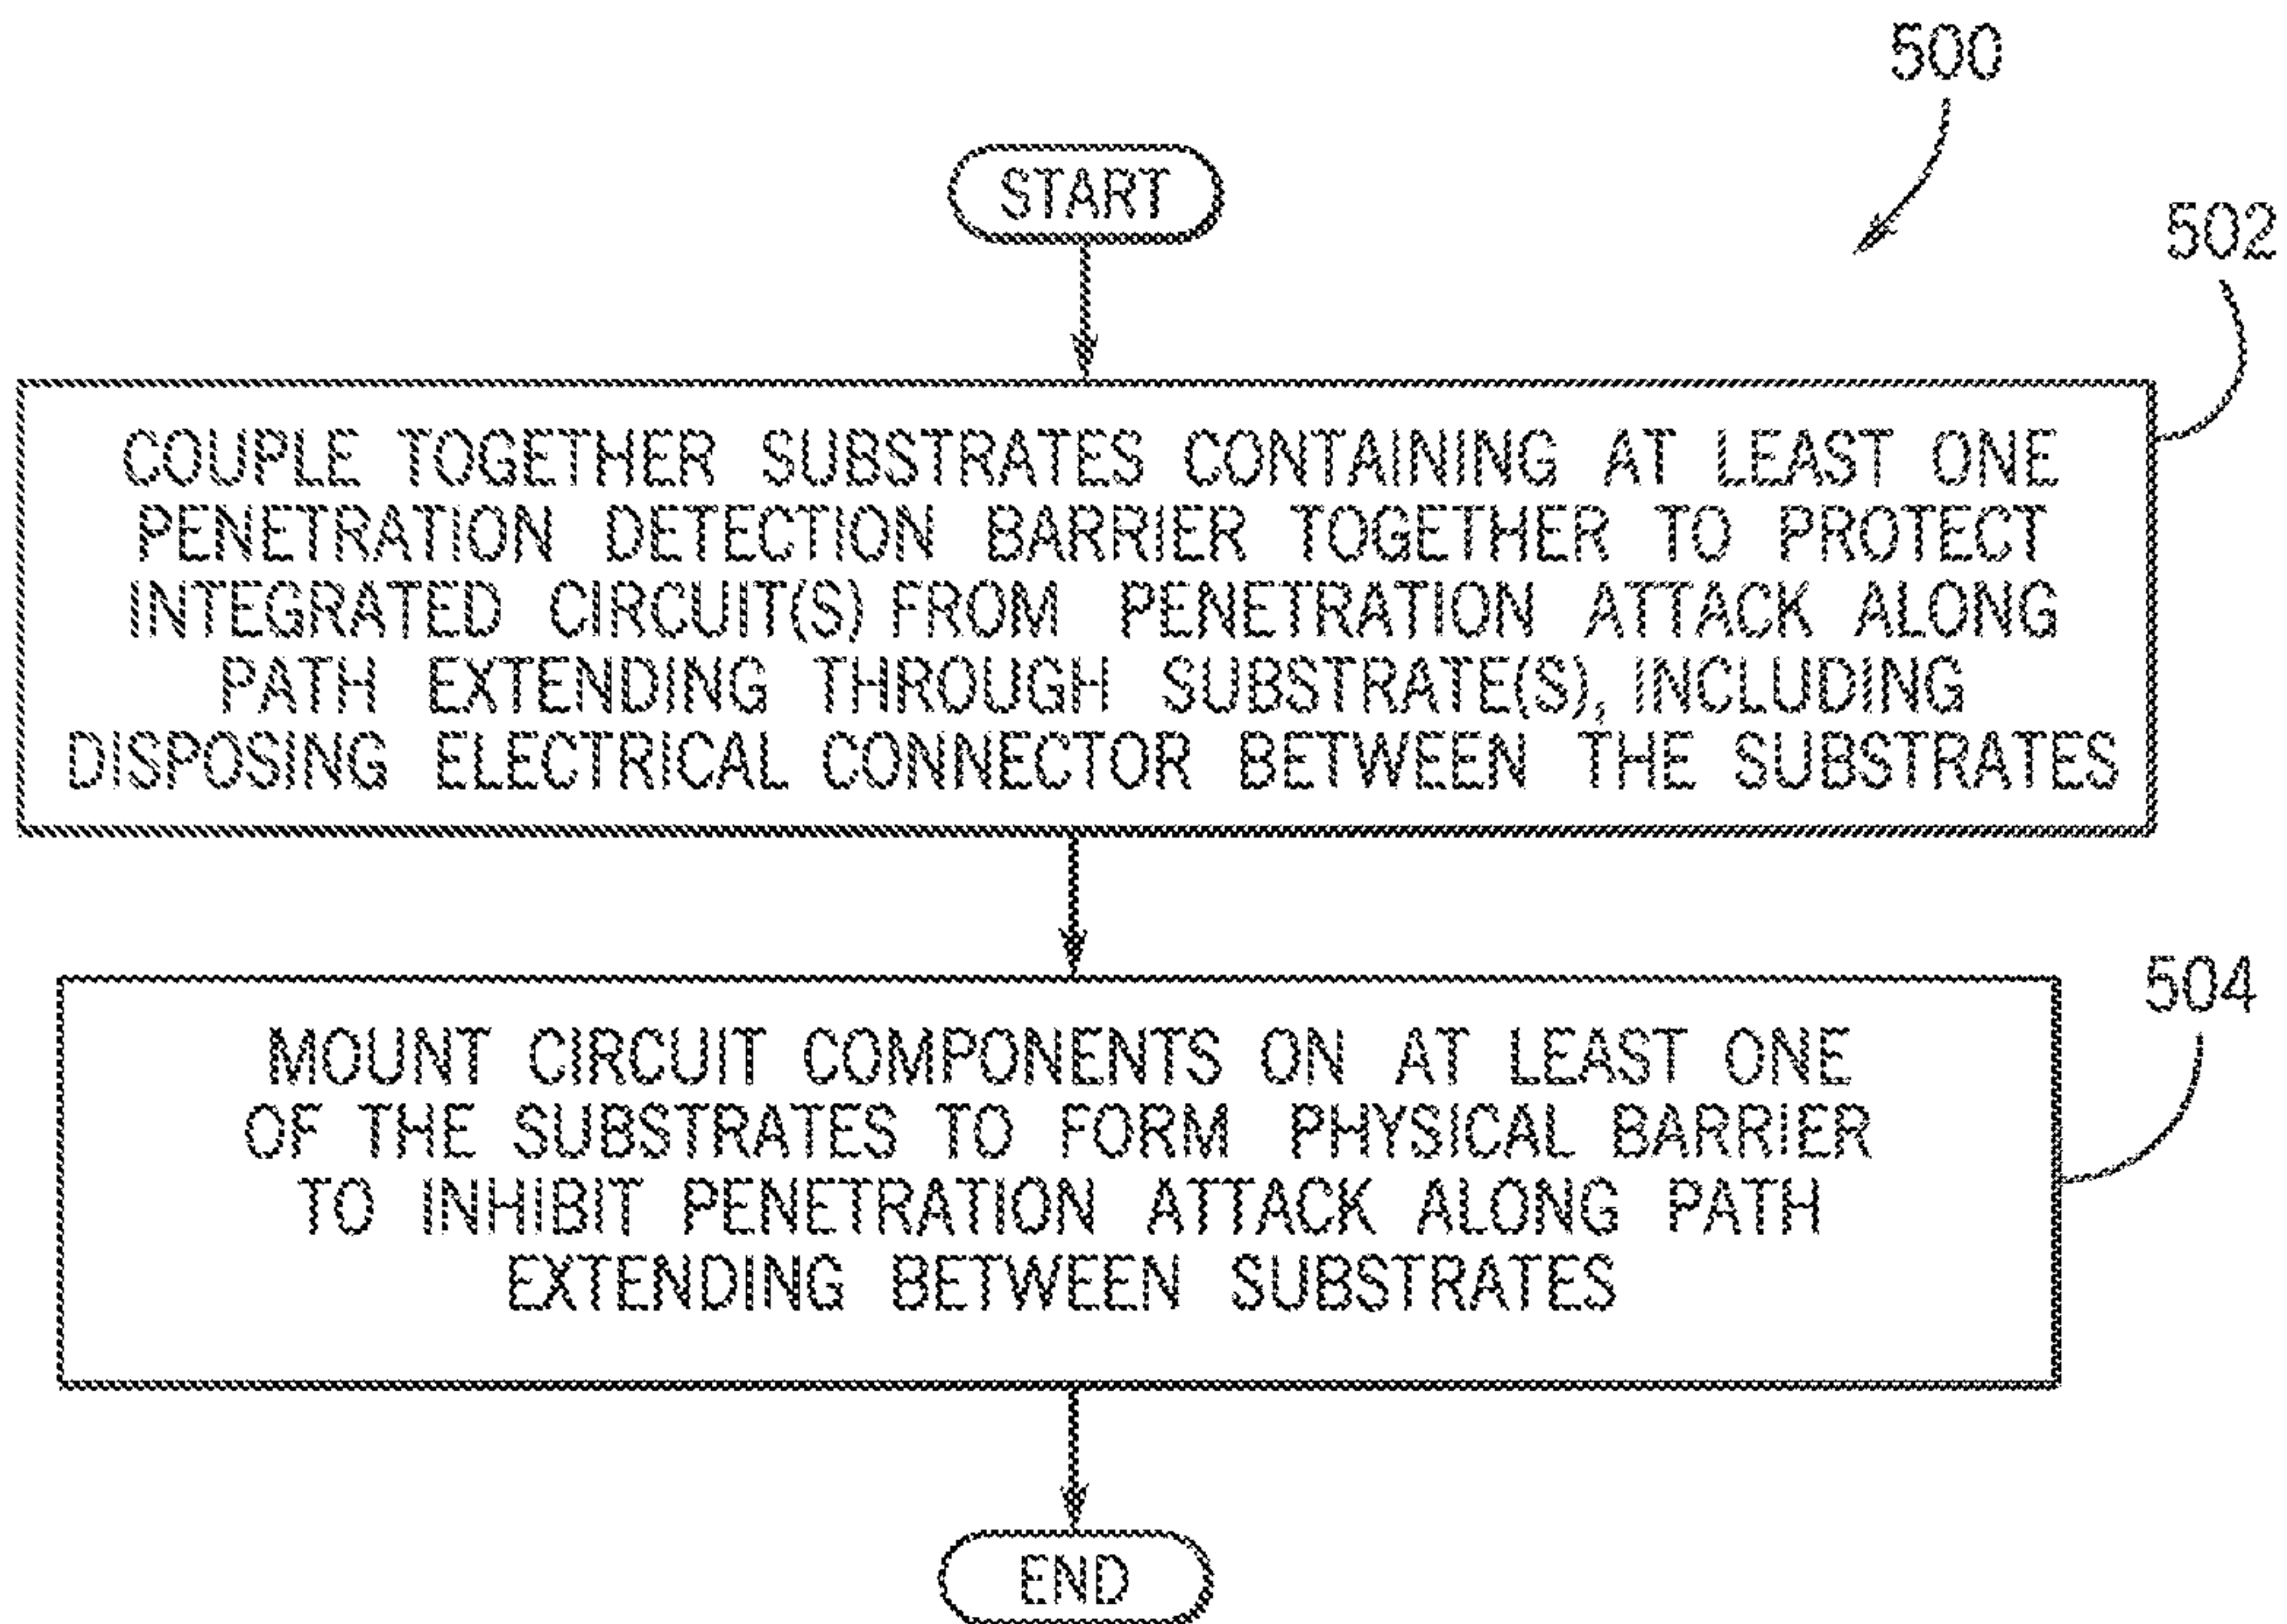 500
START
502
COUPLE TOGETHER SUBSTRATES CONTAINING AT LEAST ONE
PENETRATION DETECTION BARRIER TOGETHER TO PROTECT
INTEGRATED CIRCUIT(S) FROM PENETRATION ATTACK ALONG
PATH EXTENDING THROUGH SUBSTRATE(S), INCLUDING
DISPOSING ELECTRICAL CONNECTOR BETWEEN THE SUBSTRATES
504
MOUNT CIRCUIT COMPONENTS ON AT LEAST ONE
OF THE SUBSTRATES TO FORM PHYSICAL BARRIER
TO INHIBIT PENETRATION ATTACK ALONG PATH
EXTENDING BETWEEN SUBSTRATES
END